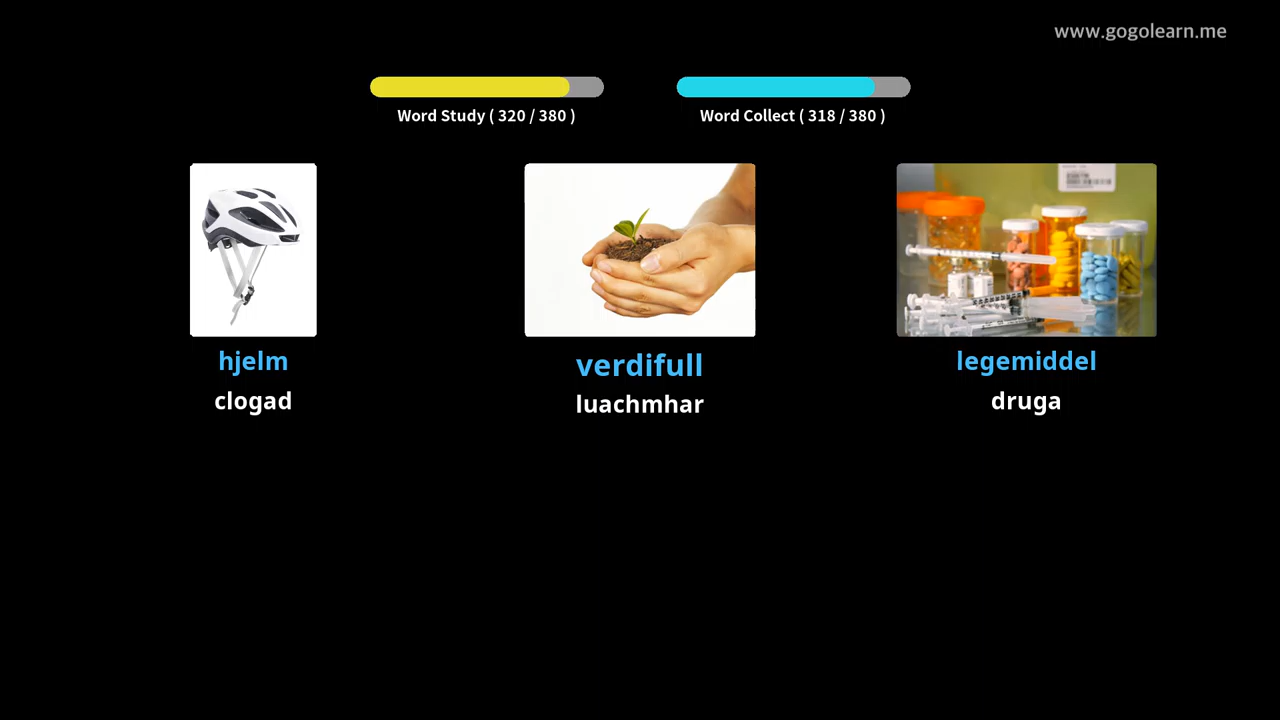 www.gogolearn.me
Word Study ( 320 / 380 )
Word Collect ( 318 / 380 )
hjelm
verdifull
legemiddel
clogad
luachmhar
druga